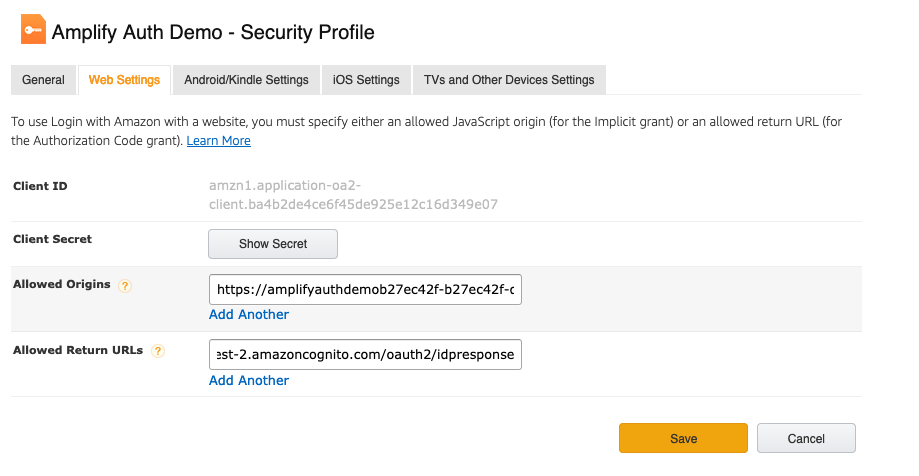 Amplify Auth Demo - Security Profile
General Web Settings Android/Kindle Settings iOS Settings TVs and Other Devices Settings
To use Login with Amazon with a website, you must specify either an allowed JavaScript origin (for the Implicit grant) or an allowed return URL (for
the Authorization Code grant). Learn More
Client ID amzn1.application-oa2-
client.ba4b2de4ce6f45de925e12c16d349e07
Client Secret Show Secret
Allowed Origins ? https://amplifyauthdemob27ec42f-b27ec42f-c
Add Another
Allowed Return URLs ? est-2.amazoncognito.com/oauth2/idpresponse
Add Another
Save Cancel